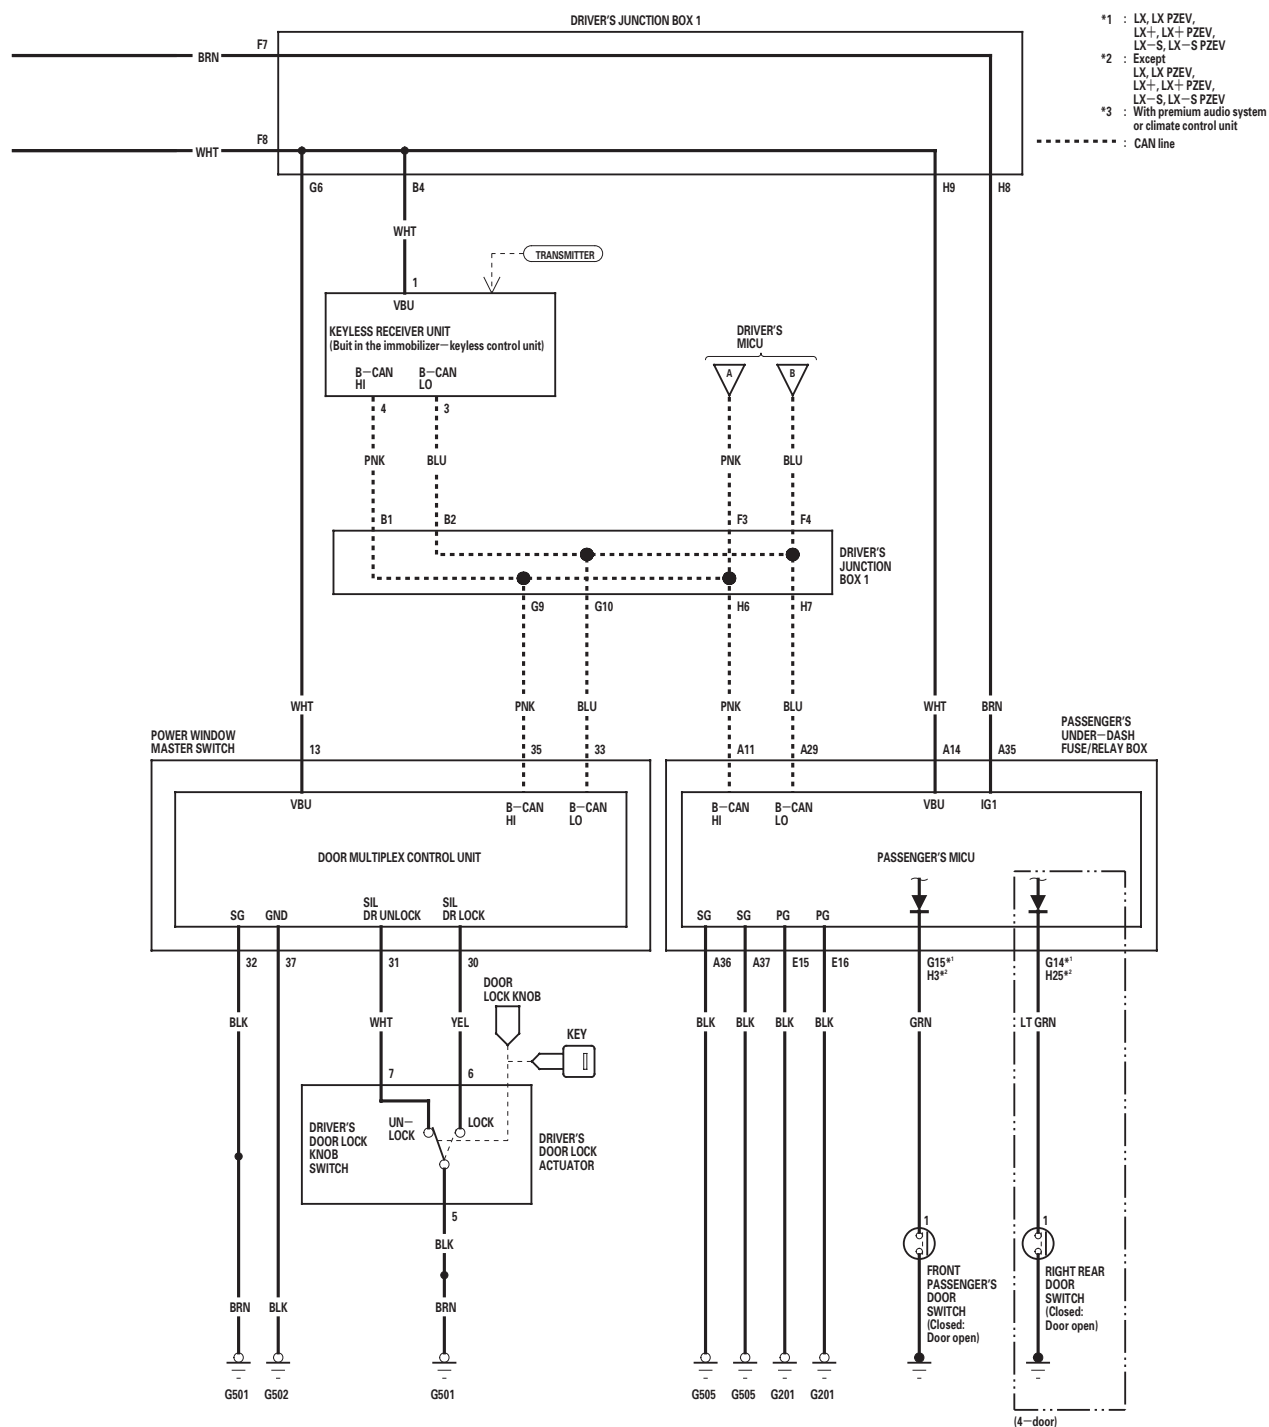 DRIVER'S JUNCTION BOX 1
*1 : LX, LX PZEV,
LX+, LX+ PZEV,
LX−S, LX−S PZEV
*2 : Except
LX, LX PZEV,
LX+, LX+ PZEV,
LX−S, LX−S PZEV
*3 : With premium audio system
or climate control unit
: CAN line
F7
BRN
F8
WHT
G6 B4 H9 H8
WHT
TRANSMITTER
1
VBU
KEYLESS RECEIVER UNIT
(Buit in the immobilizer−keyless control unit)
B−CAN
HI
B−CAN
LO
4 3
DRIVER'S
MICU
A B
PNK BLU PNK BLU
B1 B2 F3 F4
DRIVER'S
JUNCTION
BOX 1
G9 G10 H6 H7
WHT PNK BLU PNK BLU WHT BRN
POWER WINDOW
MASTER SWITCH
PASSENGER'S
UNDER−DASH
FUSE/RELAY BOX
13 35 33 A11 A29 A14 A35
VBU
B−CAN
HI
B−CAN
LO
B−CAN
HI
B−CAN
LO
VBU IG1
DOOR MULTIPLEX CONTROL UNIT
PASSENGER'S MICU
SG GND
SIL
DR UNLOCK
SIL
DR LOCK
SG SG PG PG
32 37 31 30 A36 A37 E15 E16
G15*1
H3*2
G14*1
H25*2
DOOR
LOCK KNOB
BLK WHT YEL BLK BLK BLK BLK GRN LT GRN
KEY
7 6
UN−
LOCK
LOCK
DRIVER'S
DOOR LOCK
KNOB
SWITCH
DRIVER'S
DOOR LOCK
ACTUATOR
5
BLK
1 1
FRONT
PASSENGER'S
DOOR
SWITCH
(Closed:
Door open)
RIGHT REAR
DOOR
SWITCH
(Closed:
Door open)
BRN BLK BRN
G501 G502 G501 G505 G505 G201 G201
(4−door)